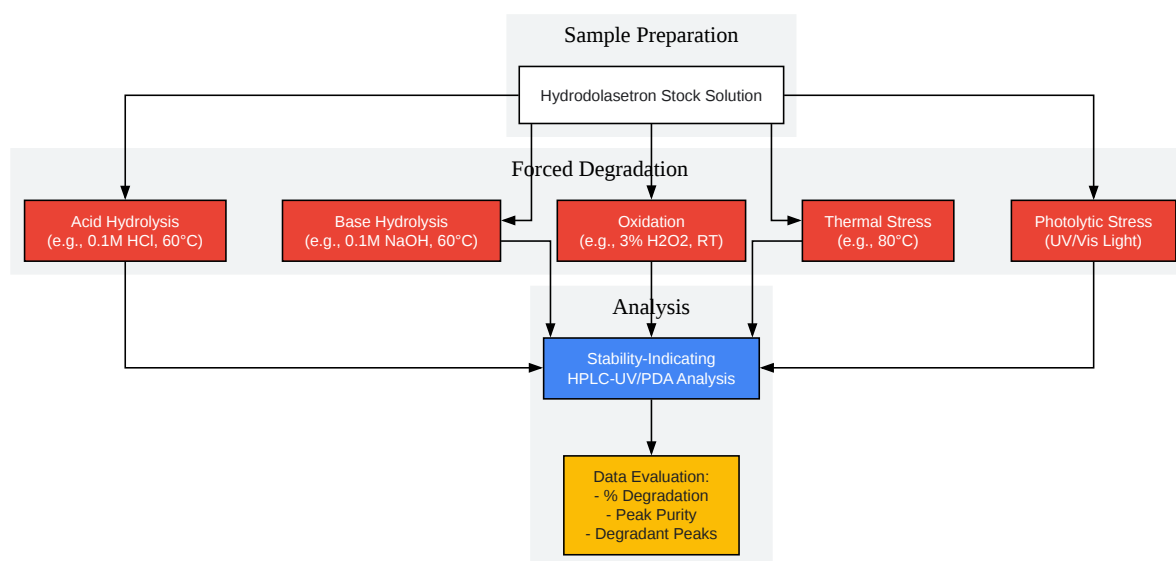 Sample Preparation
Hydrodolasetron Stock Solution
Forced Degradation
Acid Hydrolysis
(e.g., 0.1M HCl, 60°C)
Base Hydrolysis
(e.g., 0.1M NaOH, 60°C)
Oxidation
(e.g., 3% H2O2, RT)
Thermal Stress
(e.g., 80°C)
Photolytic Stress
(UV/Vis Light)
Analysis
Stability-Indicating
HPLC-UV/PDA Analysis
Data Evaluation:
- % Degradation
- Peak Purity
- Degradant Peaks